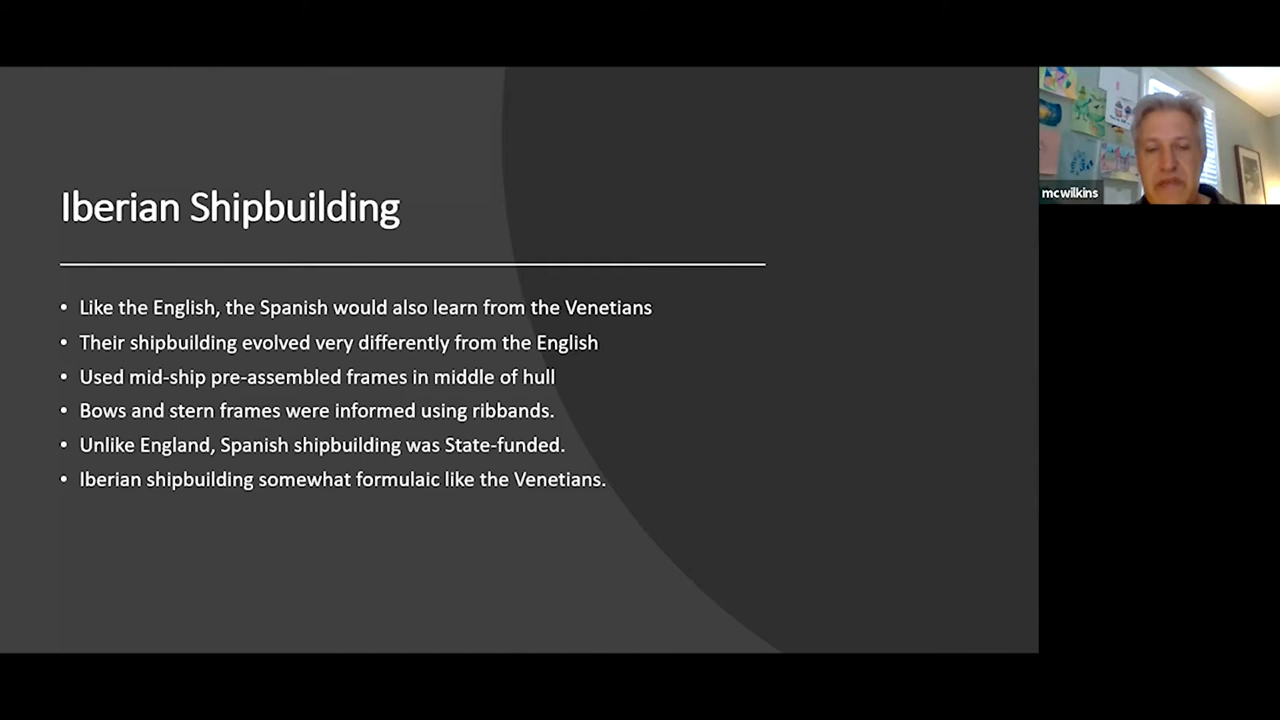 Iberian Shipbuilding
• Like the English, the Spanish would also learn from the Venetians
• Their shipbuilding evolved very differently from the English
• Used mid-ship pre-assembled frames in middle of hull
• Bows and stern frames were informed using ribbands.
• Unlike England, Spanish shipbuilding was State-funded.
• Iberian shipbuilding somewhat formulaic like the Venetians.
mcwilkins